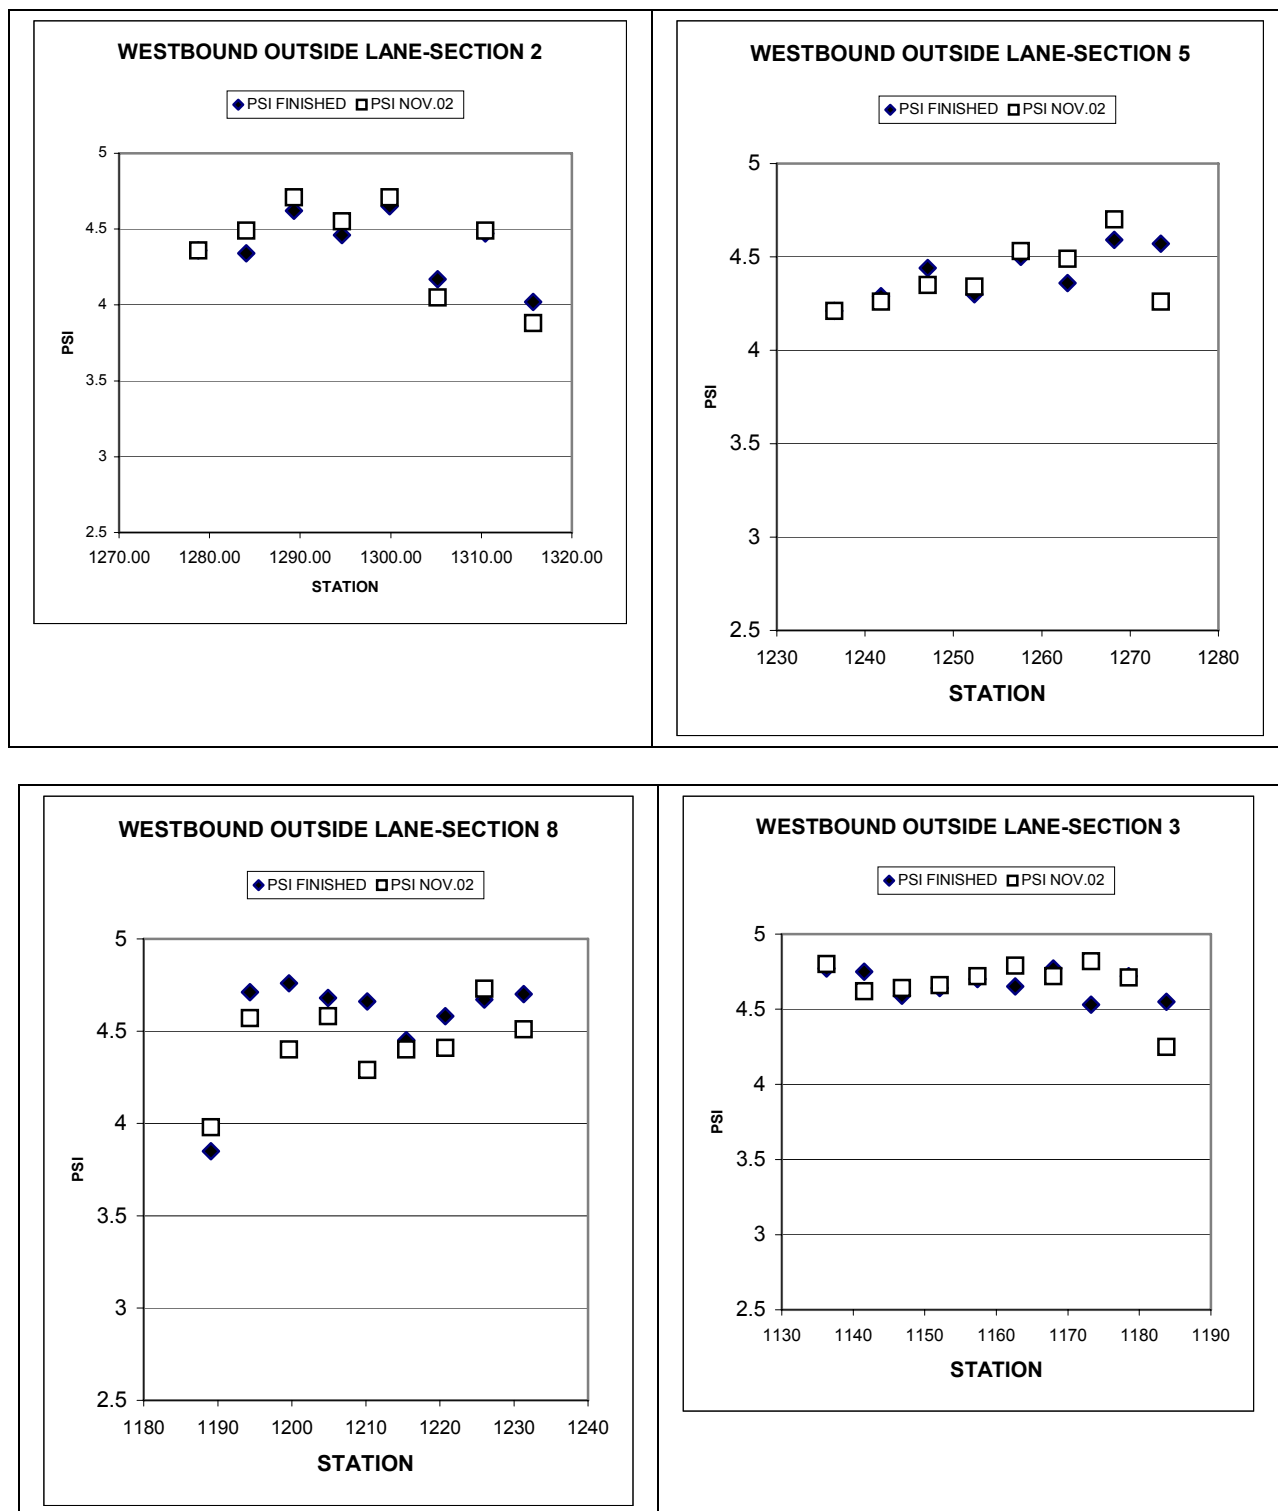 WESTBOUND OUTSIDE LANE-SECTION 2
PSI FINISHED PSI NOV.02
5
4.5
4
3.5
3
2.5
PSI
1270.00 1280.00 1290.00 1300.00 1310.00 1320.00
STATION
WESTBOUND OUTSIDE LANE-SECTION 5
PSI FINISHED PSI NOV.02
5
4.5
4
3.5
3
2.5
PSI
1230 1240 1250 1260 1270 1280
STATION
WESTBOUND OUTSIDE LANE-SECTION 8
PSI FINISHED PSI NOV.02
5
4.5
4
3.5
3
2.5
PSI
1180 1190 1200 1210 1220 1230 1240
STATION
WESTBOUND OUTSIDE LANE-SECTION 3
PSI FINISHED PSI NOV.02
5
4.5
4
3.5
3
2.5
PSI
1130 1140 1150 1160 1170 1180 1190
STATION